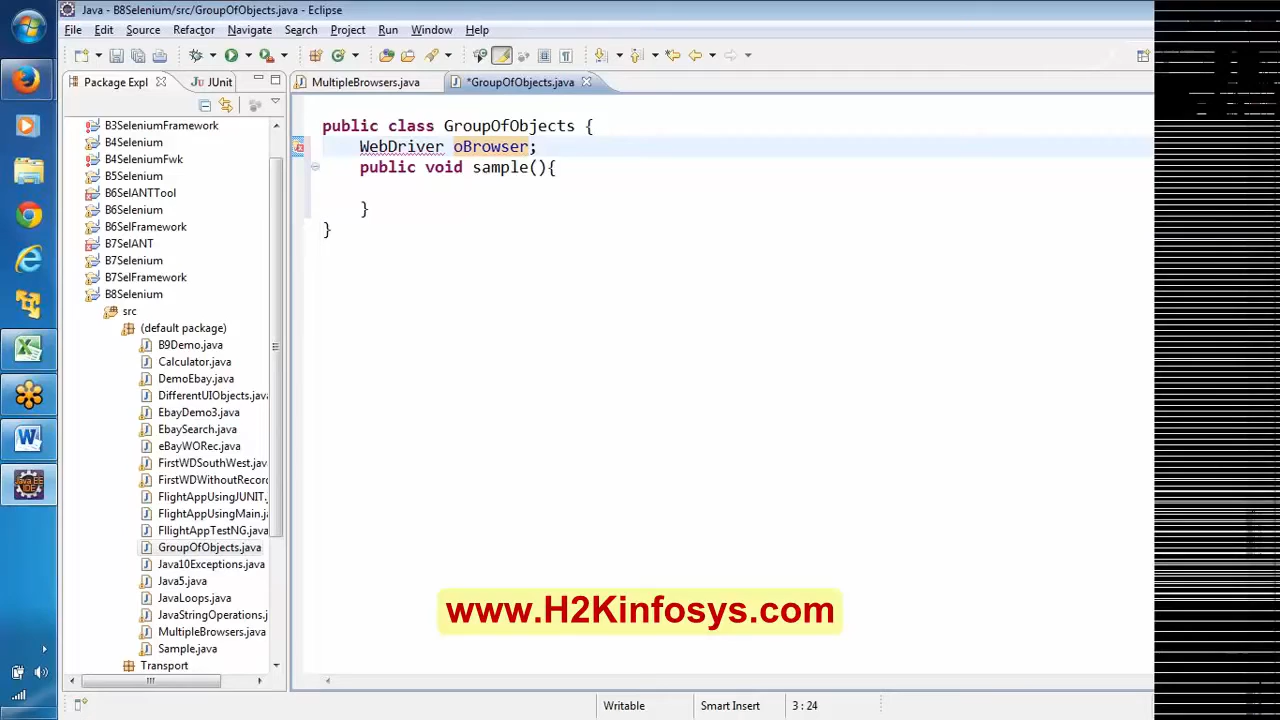 Java - B8Selenium/src/GroupOfObjects.java - Eclipse
File Edit Source Refactor Navigate Search Project Run Window Help
Package Expl JUnit
MultipleBrowsers.java
B3SeleniumFramework
B4Selenium
B4SeleniumFwk
B5Selenium
B6SelANTTool
B6Selenium
B6SelFramework
B7SelANT
B7Selenium
B7SelFramework
B8Selenium
src
(default package)
B9Demo.java
Calculator.java
DemoEbay.java
DifferentUIObjects.java
EbayDemo3.java
EbaySearch.java
eBayWORec.java
FirstWDSouthWest.jav
FirstWDWithoutRecor
FlightAppUsingJUNIT.
FlightAppUsingMain.j
FllightAppTestNG.java
GroupOfObjects.java
Java10Exceptions.java
Java5.java
JavaLoops.java
JavaStringOperations.j
MultipleBrowsers.java
Sample.java
Transport
public class GroupOfObjects {
WebDriver oBrowser;
public void sample(){
}
}
www.H2Kinfosys.com
Writable
Smart Insert
3 : 23
Java EE
IDE